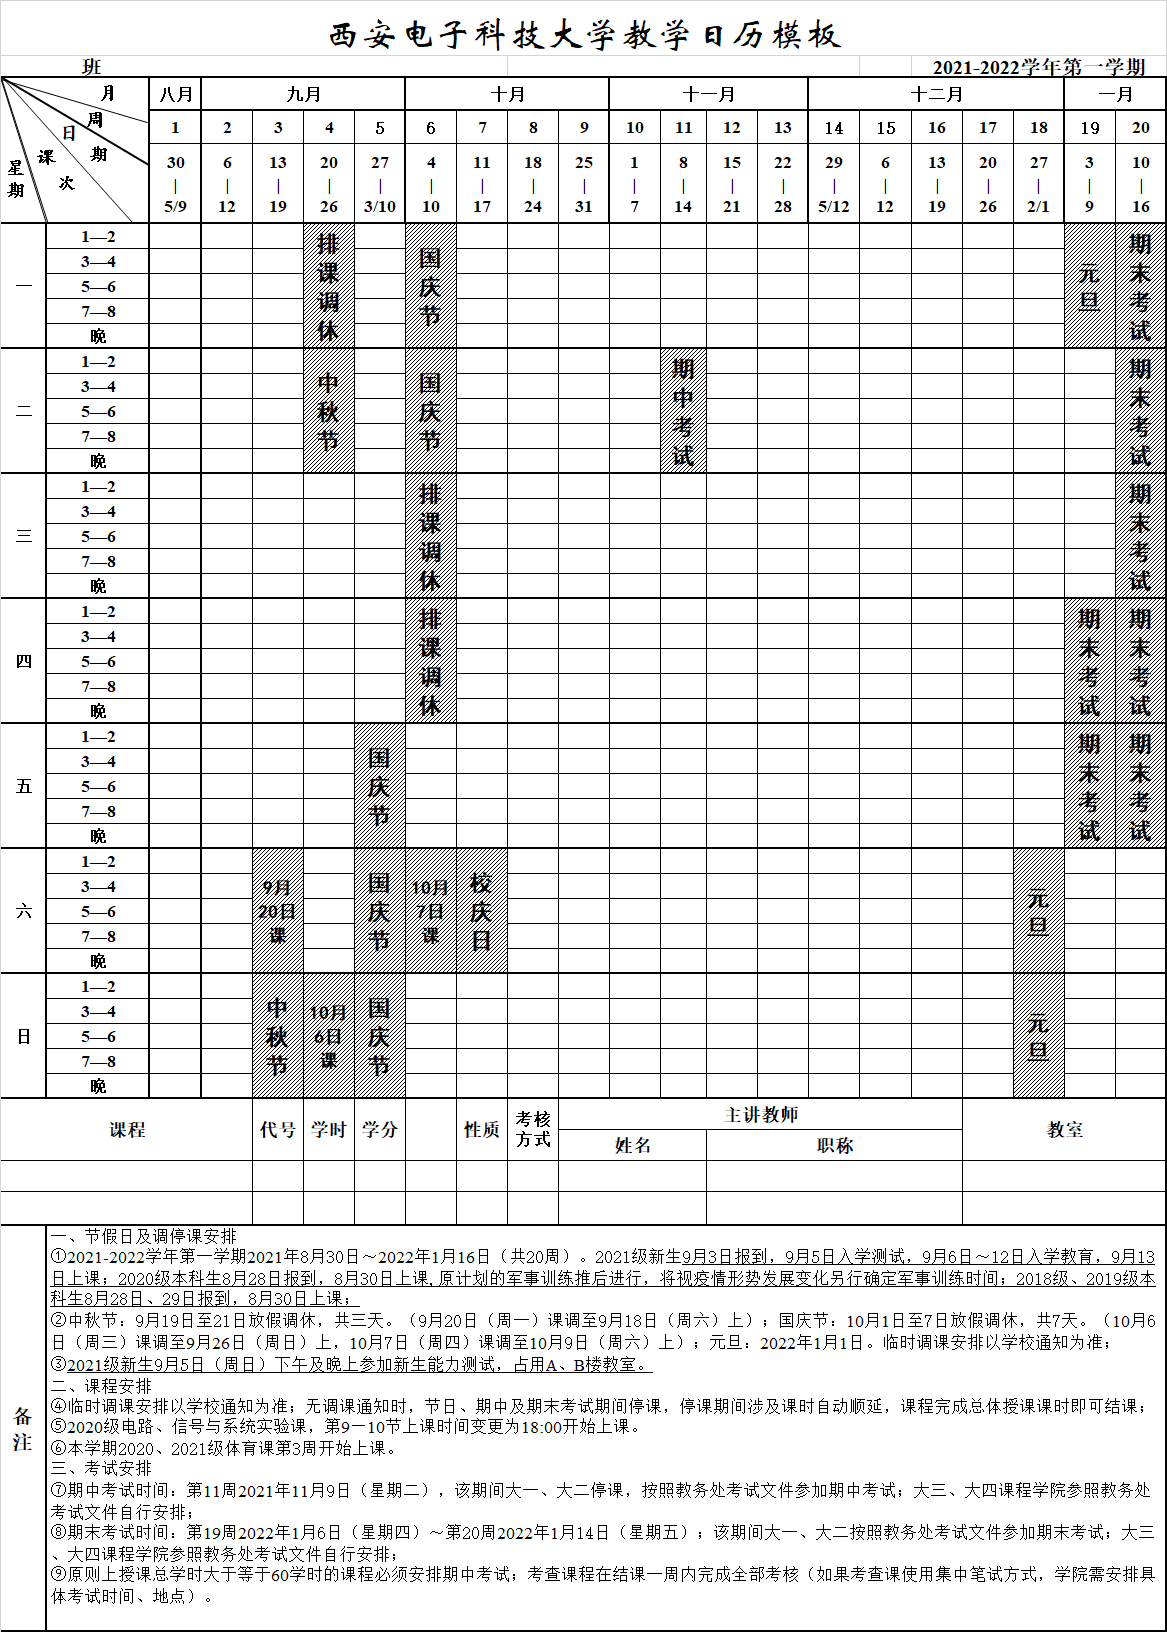 西安电子科技大学教学日历模板
班 2021-2022学年第一学期
月 八月 九月 十月 十一月 十二月 一月
周 1 2 3 4 5 6 7 8 9 10 11 12 13 14 15 16 17 18 19 20
日期 30 6 13 20 27 4 11 18 25 1 8 15 22 29 6 13 20 27 3 10
课次 | | | | | | | | | | | | | | | | | | | |
星期 5/9 12 19 26 3/10 10 17 24 31 7 14 21 28 5/12 12 19 26 2/1 9 16
一
1—2
3—4
5—6
7—8
晚
排课调休 国庆节 元旦 期末考试
二
1—2
3—4
5—6
7—8
晚
中秋节 国庆节 期中考试 期末考试
三
1—2
3—4
5—6
7—8
晚
排课调休 期末考试
四
1—2
3—4
5—6
7—8
晚
排课调休 期末考试 期末考试
五
1—2
3—4
5—6
7—8
晚
国庆节 期末考试 期末考试
六
1—2
3—4
5—6
7—8
晚
9月20日课 国庆节 10月7日课 校庆日 元旦
日
1—2
3—4
5—6
7—8
晚
中秋节 10月6日课 国庆节 元旦
课程 代号 学时 学分 性质 考核方式 主讲教师 教室
姓名 职称
备注
一、节假日及调停课安排
①2021-2022学年第一学期2021年8月30日～2022年1月16日（共20周）。2021级新生9月3日报到，9月5日入学测试，9月6日～12日入学教育，9月13
日上课；2020级本科生8月28日报到，8月30日上课,原计划的军事训练推后进行，将视疫情形势发展变化另行确定军事训练时间；2018级、2019级本
科生8月28日、29日报到，8月30日上课；
②中秋节：9月19日至21日放假调休，共三天。（9月20日（周一）课调至9月18日（周六）上）；国庆节：10月1日至7日放假调休，共7天。（10月6
日（周三）课调至9月26日（周日）上，10月7日（周四）课调至10月9日（周六）上）；元旦：2022年1月1日。临时调课安排以学校通知为准；
③2021级新生9月5日（周日）下午及晚上参加新生能力测试，占用A、B楼教室。
二、课程安排
④临时调课安排以学校通知为准；无调课通知时，节日、期中及期末考试期间停课，停课期间涉及课时自动顺延，课程完成总体授课课时即可结课；
⑤2020级电路、信号与系统实验课，第9—10节上课时间变更为18:00开始上课。
⑥本学期2020、2021级体育课第3周开始上课。
三、考试安排
⑦期中考试时间：第11周2021年11月9日（星期二），该期间大一、大二停课，按照教务处考试文件参加期中考试；大三、大四课程学院参照教务处
考试文件自行安排；
⑧期末考试时间：第19周2022年1月6日（星期四）～第20周2022年1月14日（星期五）；该期间大一、大二按照教务处考试文件参加期末考试；大三
、大四课程学院参照教务处考试文件自行安排；
⑨原则上授课总学时大于等于60学时的课程必须安排期中考试；考查课程在结课一周内完成全部考核（如果考查课使用集中笔试方式，学院需安排具
体考试时间、地点）。